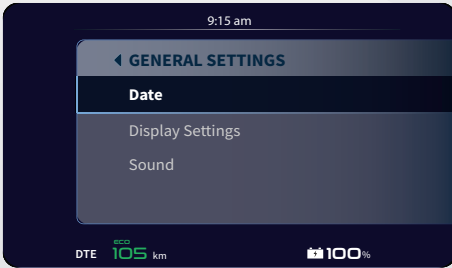 9:15 am
GENERAL SETTINGS
Date
Display Settings
Sound
ECO
DTE 105 km 100%